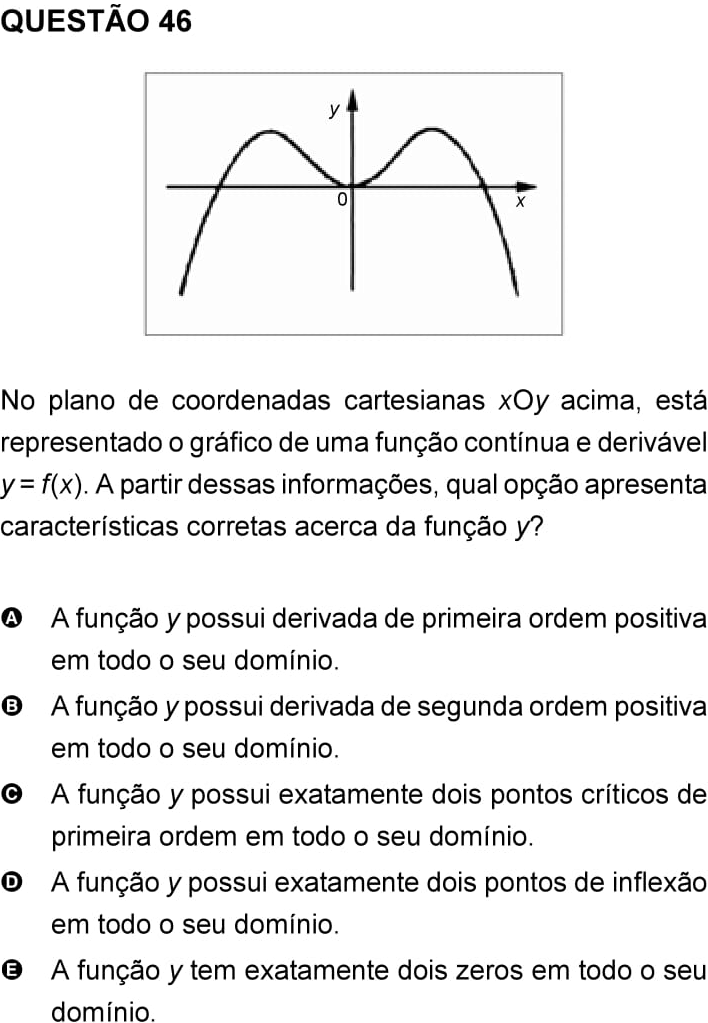 QUESTÃO 46
y
0
x
No plano de coordenadas cartesianas xOy acima, está
representado o gráfico de uma função contínua e derivável
y = f(x). A partir dessas informações, qual opção apresenta
características corretas acerca da função y?
A A função y possui derivada de primeira ordem positiva
em todo o seu domínio.
B A função y possui derivada de segunda ordem positiva
em todo o seu domínio.
C A função y possui exatamente dois pontos críticos de
primeira ordem em todo o seu domínio.
D A função y possui exatamente dois pontos de inflexão
em todo o seu domínio.
E A função y tem exatamente dois zeros em todo o seu
domínio.